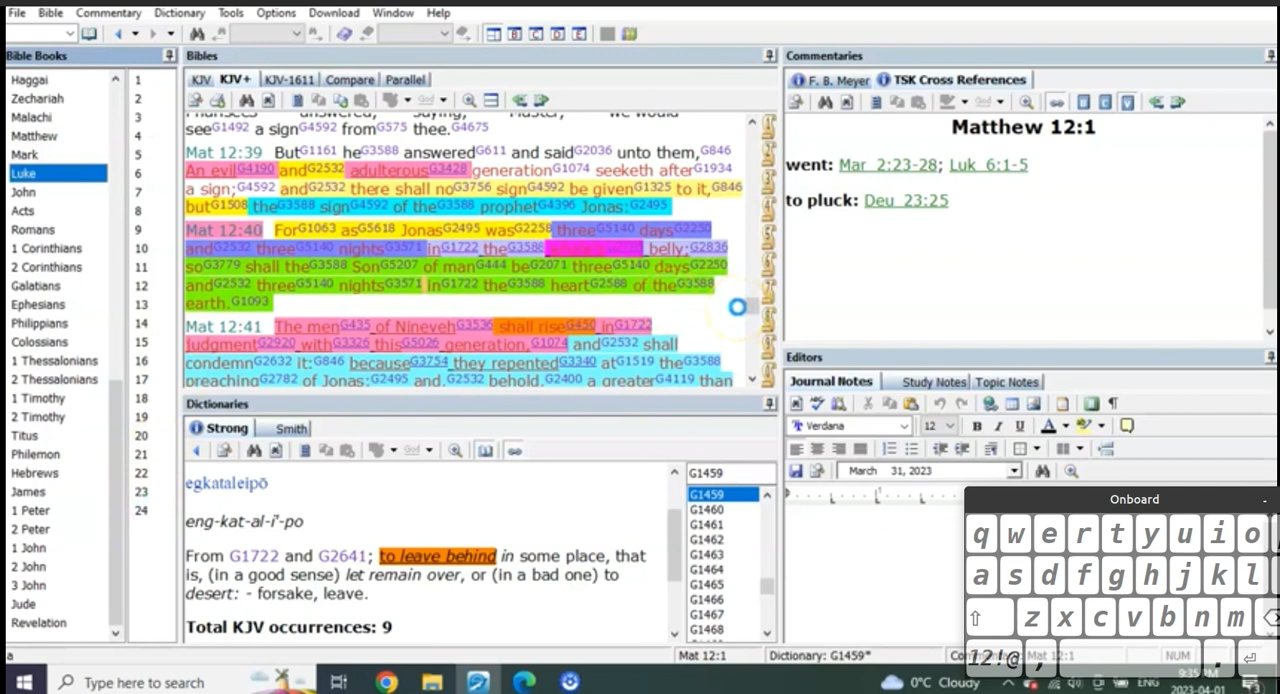 File Bible Commentary Dictionary Tools Options Download Window Help
Bible Books
Haggai
Zechariah
Malachi
Matthew
Mark
Luke
John
Acts
Romans
1 Corinthians
2 Corinthians
Galatians
Ephesians
Philippians
Colossians
1 Thessalonians
2 Thessalonians
1 Timothy
2 Timothy
Titus
Philemon
Hebrews
James
1 Peter
2 Peter
1 John
2 John
3 John
Jude
Revelation
1
2
3
4
5
6
7
8
9
10
11
12
13
14
15
16
17
18
19
20
21
22
23
24
Bibles
KJV KJV+ KJV-1611 Compare Parallel
answered, saying, Master, we would
seeG1492 a signG4592 fromG575 thee.G4675
Mat 12:39 ButG1161 heG3588 answeredG611 and saidG2036 unto them,G846
An evilG4190 andG2532 adulterousG3428 generationG1074 seeketh afterG1934
a sign;G4592 andG2532 there shall noG3756 signG4592 be givenG1325 to it,G846
butG1508 theG3588 signG4592 of the prophetG4396 Jonas:G2495
Mat 12:40 ForG1063 asG5618 JonasG2495 wasG2258 threeG5140 daysG2250
andG2532 threeG5140 nightsG3571 inG1722 theG3588 belly;G2836
soG3779 shall theG3588 SonG5207 of manG444 beG2071 threeG5140 daysG2250
andG2532 threeG5140 nightsG3571 inG1722 theG3588 heartG2588 of theG3588
earth.G1093
Mat 12:41 The menG435 of NinevehG3536 shall riseG450 inG1722
judgmentG2920 withG3326 thisG5026 generation,G1074 andG2532 shall
condemnG2632 it:G846 becauseG3754 they repentedG3340 atG1519 theG3588
preachingG2782 of Jonas;G2495 and,G2532 behold,G2400 a greaterG4119 than
Dictionaries
Strong Smith
egkataleipō
eng-kat-al-i'-po
From G1722 and G2641; to leave behind in some place, that
is, (in a good sense) let remain over, or (in a bad one) to
desert: - forsake, leave.
Total KJV occurrences: 9
G1459
G1459
G1460
G1461
G1462
G1463
G1464
G1465
G1466
G1467
G1468
Commentaries
F. B. Meyer TSK Cross References
Matthew 12:1
went: Mar 2:23-28; Luk 6:1-5
to pluck: Deu 23:25
Editors
Journal Notes Study Notes Topic Notes
Verdana 12 B I U A
March 31, 2023
Onboard
q w e r t y u i o
a s d f g h j k l
z x c v b n m
12!@ , .
Mat 12:1 Dictionary: G1459* Mat 12:1 NUM
Type here to search
0°C Cloudy ENG 9:35 PM
2023-04-01